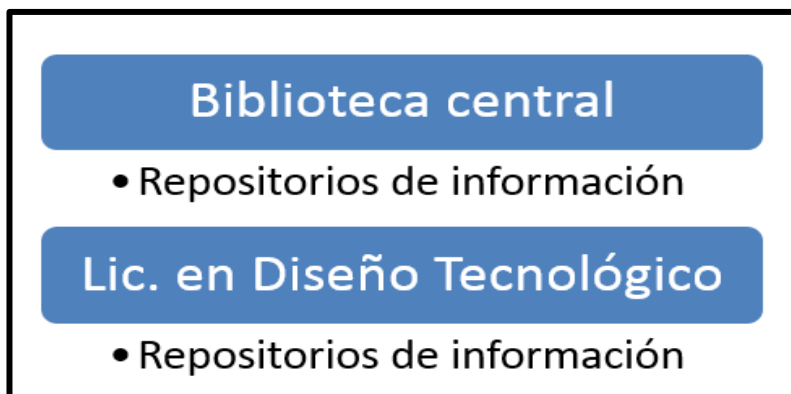 Biblioteca central
• Repositorios de información
Lic. en Diseño Tecnológico
• Repositorios de información